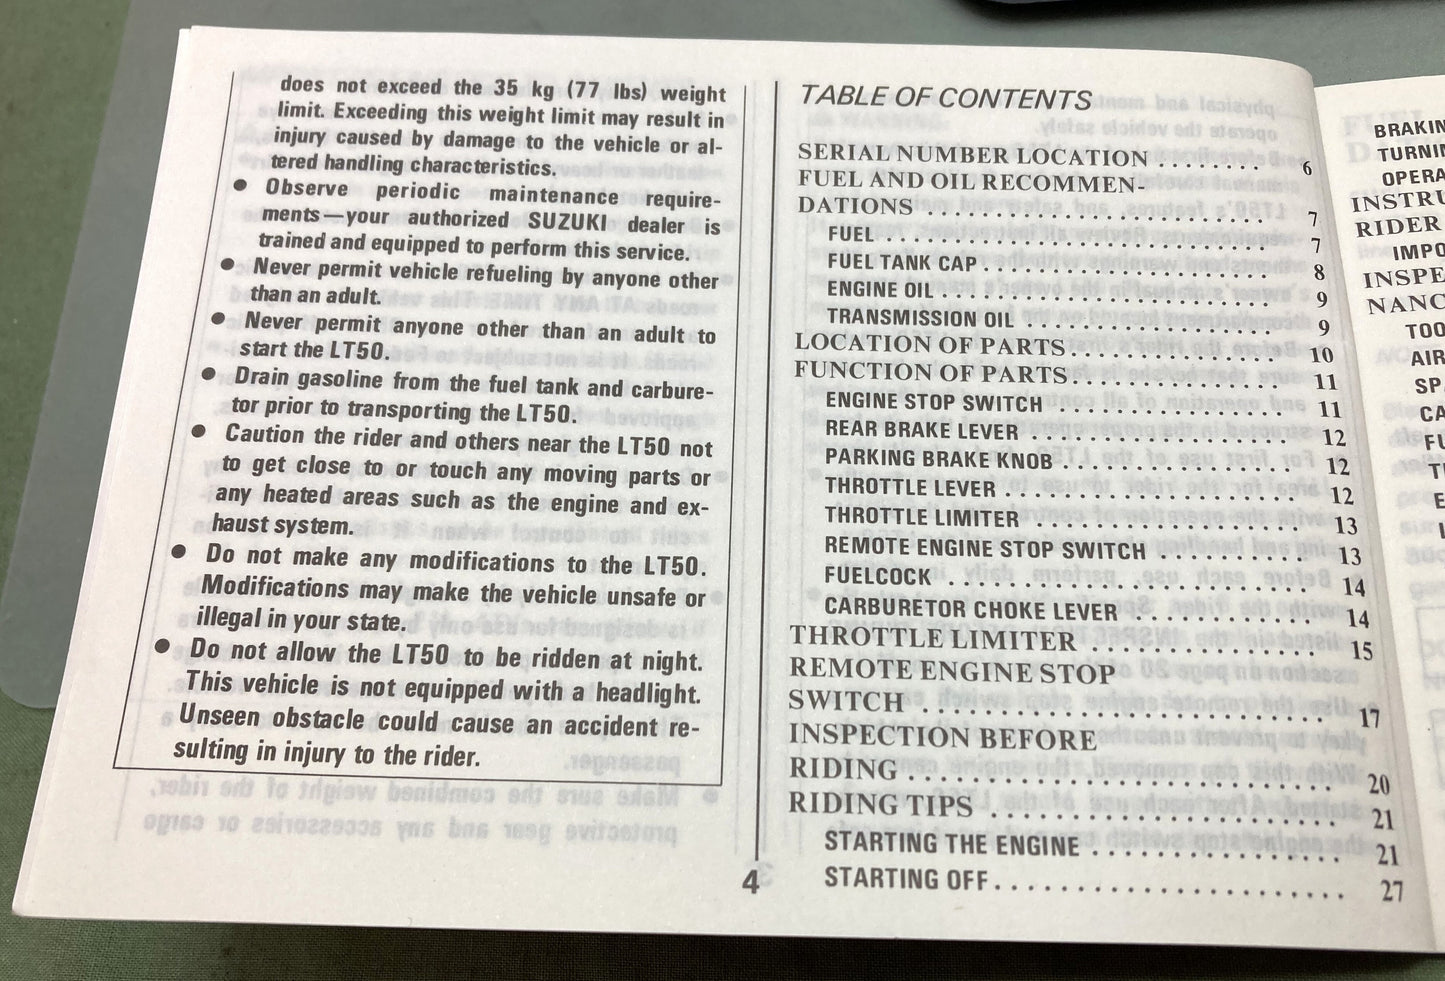 does not exceed the 35 kg (77 lbs) weight
limit. Exceeding this weight limit may result in
injury caused by damage to the vehicle or al-
tered handling characteristics.
● Observe periodic maintenance require-
ments—your authorized SUZUKI dealer is
trained and equipped to perform this service.
● Never permit vehicle refueling by anyone other
than an adult.
● Never permit anyone other than an adult to
start the LT50.
● Drain gasoline from the fuel tank and carbure-
tor prior to transporting the LT50.
● Caution the rider and others near the LT50 not
to get close to or touch any moving parts or
any heated areas such as the engine and ex-
haust system.
● Do not make any modifications to the LT50.
Modifications may make the vehicle unsafe or
illegal in your state.
● Do not allow the LT50 to be ridden at night.
This vehicle is not equipped with a headlight.
Unseen obstacle could cause an accident re-
sulting in injury to the rider.
4
TABLE OF CONTENTS
SERIAL NUMBER LOCATION . . . . . . . . 6
FUEL AND OIL RECOMMEN-
DATIONS . . . . . . . . . . . . . . . . . . . . 7
FUEL . . . . . . . . . . . . . . . . . . . . . . 7
FUEL TANK CAP . . . . . . . . . . . . . . . . 8
ENGINE OIL . . . . . . . . . . . . . . . . . . . 9
TRANSMISSION OIL . . . . . . . . . . . . . . 9
LOCATION OF PARTS . . . . . . . . . . . . . 10
FUNCTION OF PARTS . . . . . . . . . . . . . 11
ENGINE STOP SWITCH . . . . . . . . . . . . 11
REAR BRAKE LEVER . . . . . . . . . . . . . . 12
PARKING BRAKE KNOB . . . . . . . . . . . . 12
THROTTLE LEVER . . . . . . . . . . . . . . . . 12
THROTTLE LIMITER . . . . . . . . . . . . . . . 13
REMOTE ENGINE STOP SWITCH . . . . . . . . 13
FUELCOCK . . . . . . . . . . . . . . . . . . . . 14
CARBURETOR CHOKE LEVER . . . . . . . . . . 14
THROTTLE LIMITER . . . . . . . . . . . . . . 15
REMOTE ENGINE STOP
SWITCH . . . . . . . . . . . . . . . . . . . . . 17
INSPECTION BEFORE
RIDING . . . . . . . . . . . . . . . . . . . . . . 20
RIDING TIPS . . . . . . . . . . . . . . . . . . . 21
STARTING THE ENGINE . . . . . . . . . . . . . 21
STARTING OFF . . . . . . . . . . . . . . . . . . 27